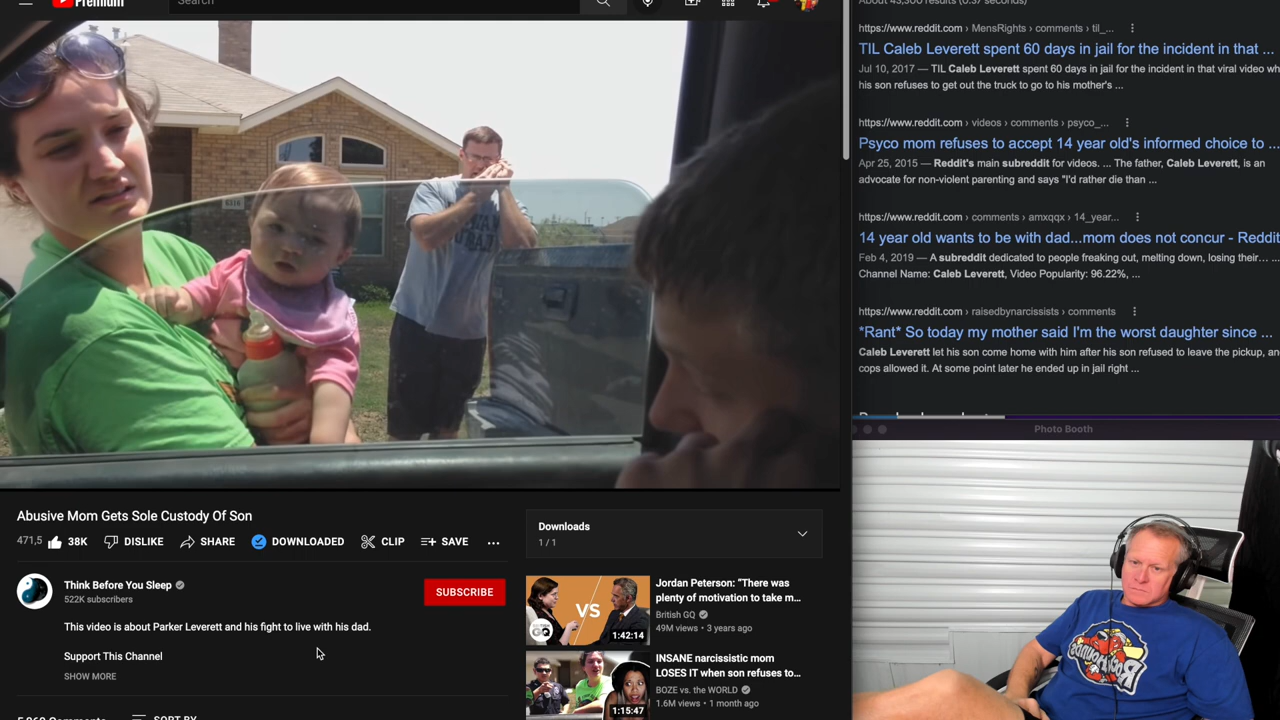 Premium
Search
About 43,300 results (0.37 seconds)
https://www.reddit.com › MensRights › comments › til_...
TIL Caleb Leverett spent 60 days in jail for the incident in that ...
Jul 10, 2017 — TIL Caleb Leverett spent 60 days in jail for the incident in that viral video wh
his son refuses to get out the truck to go to his mother's ...
https://www.reddit.com › videos › comments › psyco_...
Psyco mom refuses to accept 14 year old's informed choice to ...
Apr 25, 2015 — Reddit's main subreddit for videos. ... The father, Caleb Leverett, is an
advocate for non-violent parenting and says "I'd rather die than ...
https://www.reddit.com › comments › amxqqx › 14_year...
14 year old wants to be with dad...mom does not concur - Reddit
Feb 4, 2019 — A subreddit dedicated to people freaking out, melting down, losing their... ...
Channel Name: Caleb Leverett, Video Popularity: 96.22%, ...
https://www.reddit.com › raisedbynarcissists › comments
*Rant* So today my mother said I'm the worst daughter since ...
Caleb Leverett let his son come home with him after his son refused to leave the pickup, an
cops allowed it. At some point later he ended up in jail right ...
Photo Booth
Abusive Mom Gets Sole Custody Of Son
471,5 38K DISLIKE SHARE DOWNLOADED CLIP SAVE ...
Downloads
1 / 1
Think Before You Sleep
522K subscribers
SUBSCRIBE
This video is about Parker Leverett and his fight to live with his dad.
Support This Channel
SHOW MORE
SORT BY
VS
GQ
1:42:14
Jordan Peterson: "There was
plenty of motivation to take m...
British GQ
49M views • 3 years ago
1:15:47
INSANE narcissistic mom
LOSES IT when son refuses to...
BOZE vs. the WORLD
1.6M views • 1 month ago